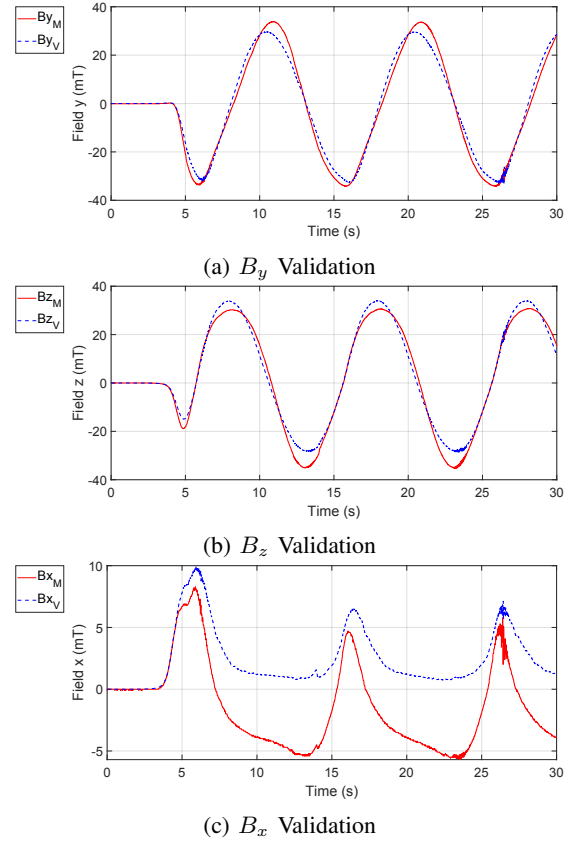 By_M
By_V
40
20
0
-20
-40
Field y (mT)
0 5 10 15 20 25 30
Time (s)
(a) B_y Validation
Bz_M
Bz_V
40
20
0
-20
-40
Field z (mT)
0 5 10 15 20 25 30
Time (s)
(b) B_z Validation
Bx_M
Bx_V
10
5
0
-5
Field x (mT)
0 5 10 15 20 25 30
Time (s)
(c) B_x Validation